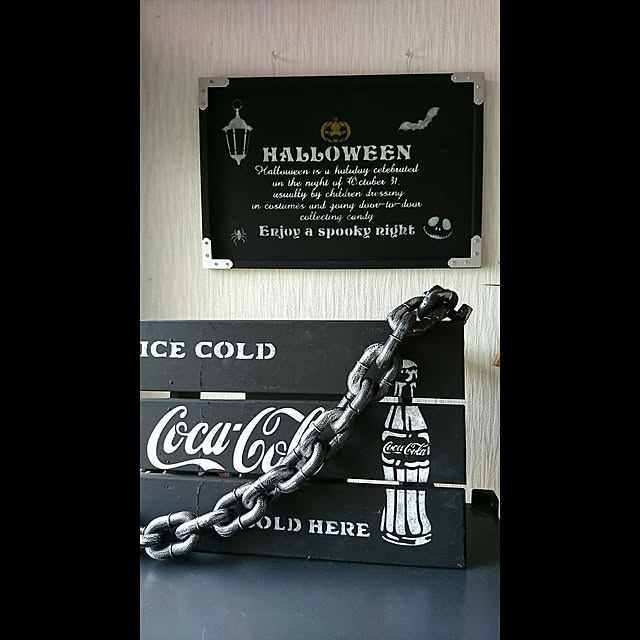 HALLOWEEN
Halloween is a holiday celebrated
on the night of October 31,
usually by children dressing
in costumes and going door-to-door
collecting candy
Enjoy a spooky night
ICE COLD
Coca-Col
Coca-Cola
OLD HERE